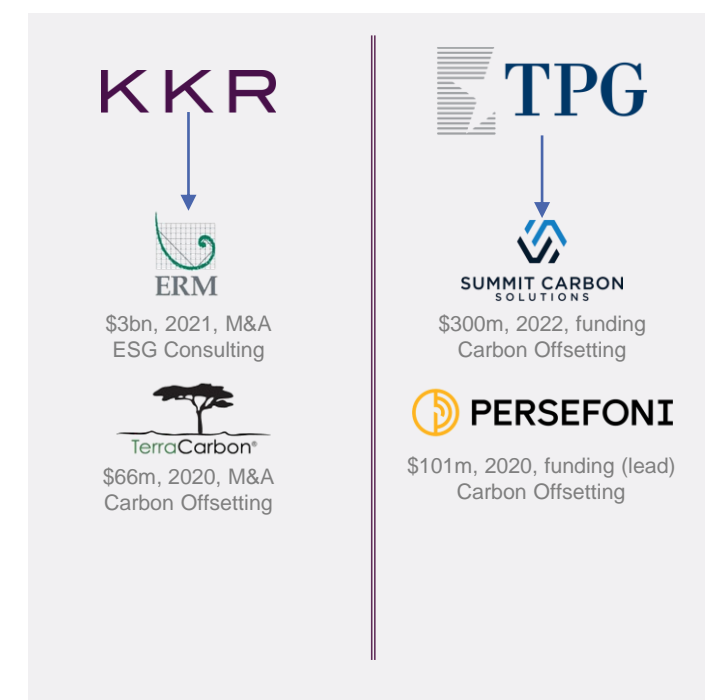 KKR
ERM
$3bn, 2021, M&A
ESG Consulting
TerraCarbon®
$66m, 2020, M&A
Carbon Offsetting
TPG
SUMMIT CARBON
SOLUTIONS
$300m, 2022, funding
Carbon Offsetting
PERSEFONI
$101m, 2020, funding (lead)
Carbon Offsetting